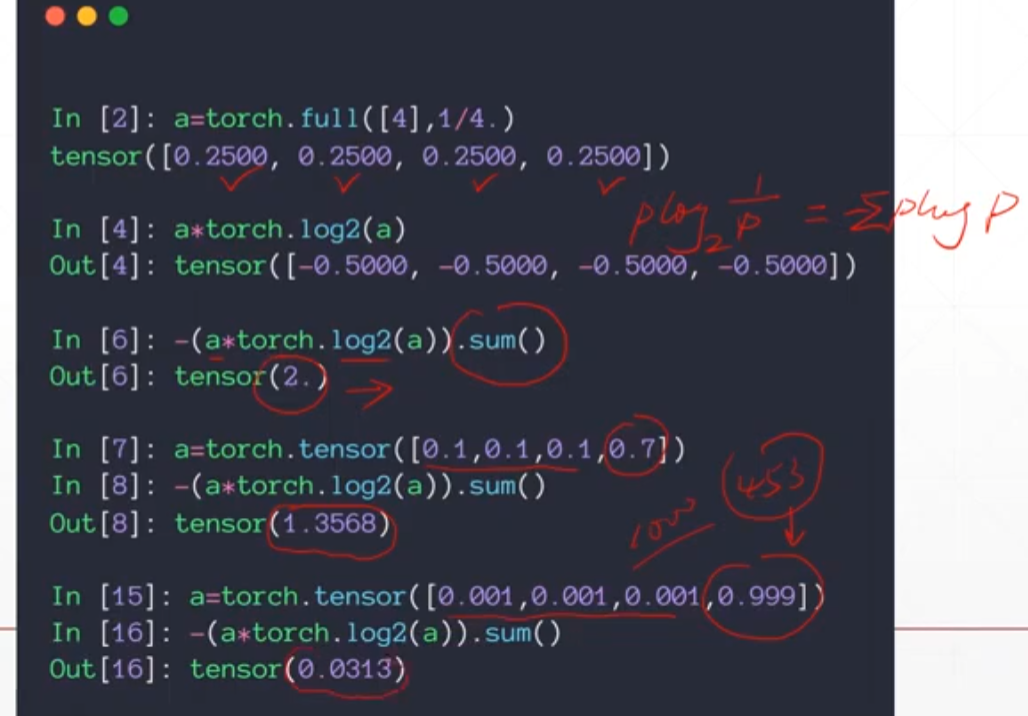 In [2]: a=torch.full([4],1/4.)
tensor([0.2500, 0.2500, 0.2500, 0.2500])
p log₂ 1/p = -∑ p log p
In [4]: a*torch.log2(a)
Out[4]: tensor([-0.5000, -0.5000, -0.5000, -0.5000])
In [6]: -(a*torch.log2(a)).sum()
Out[6]: tensor(2.)
In [7]: a=torch.tensor([0.1,0.1,0.1,0.7])
In [8]: -(a*torch.log2(a)).sum()
453
Out[8]: tensor(1.3568)
1000
In [15]: a=torch.tensor([0.001,0.001,0.001,0.999])
In [16]: -(a*torch.log2(a)).sum()
Out[16]: tensor(0.0313)